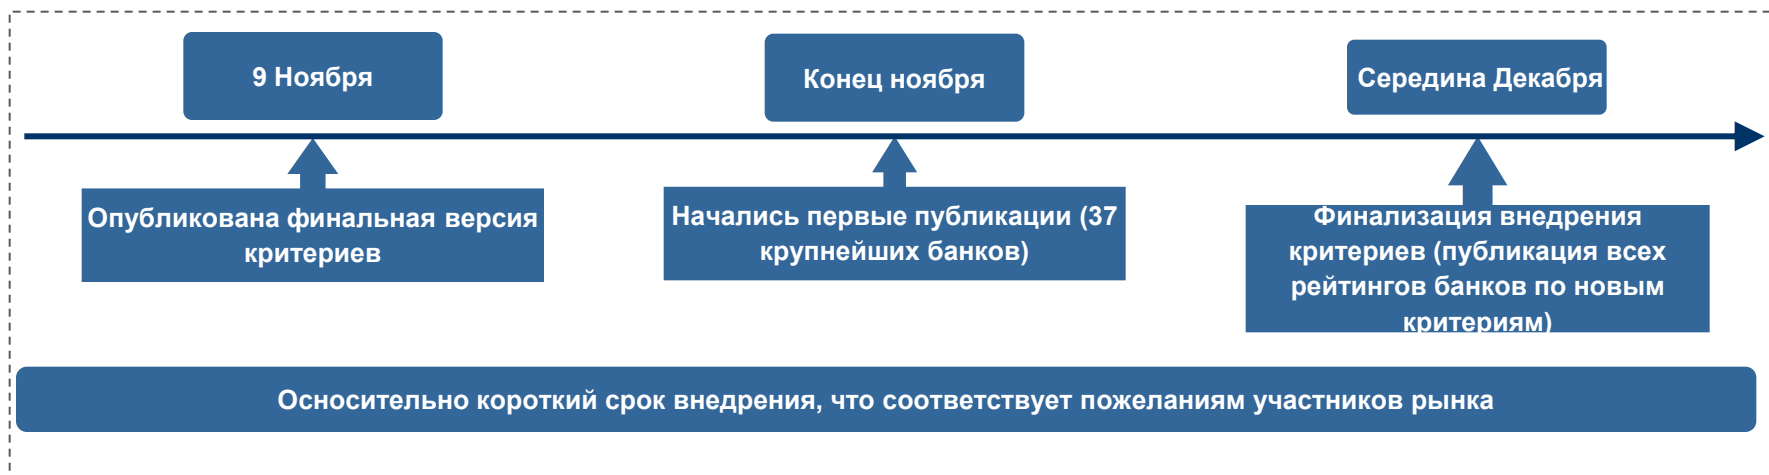 9 Ноября
Конец ноября
Середина Декабря
Опубликована финальная версия
критериев
Начались первые публикации (37
крупнейших банков)
Финализация внедрения
критериев (публикация всех
рейтингов банков по новым
критериям)
Осносительно короткий срок внедрения, что соответствует пожеланиям участников рынка